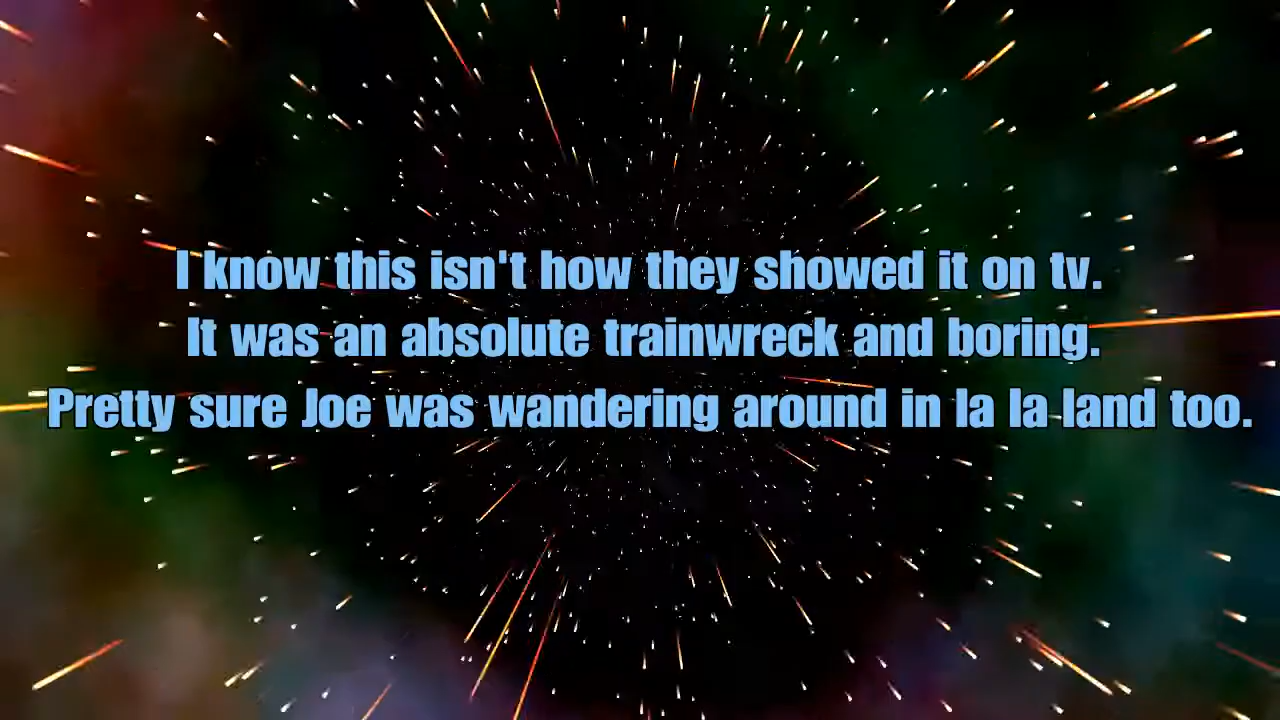 I know this isn't how they showed it on tv.
It was an absolute trainwreck and boring.
Pretty sure Joe was wandering around in la la land too.